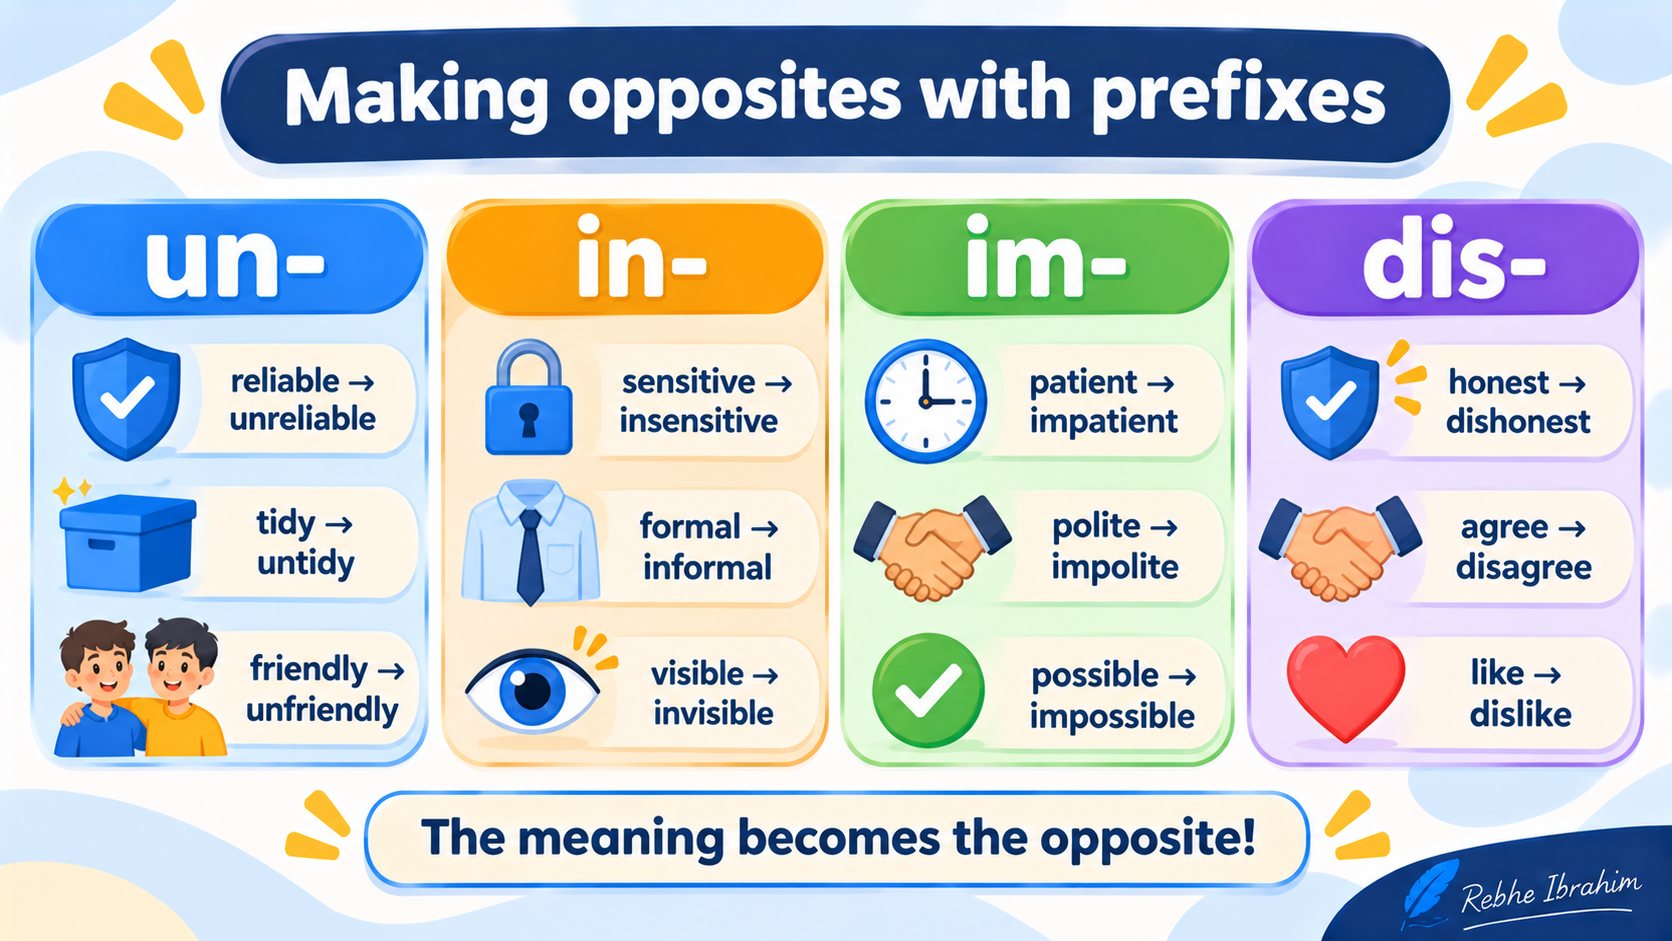 Making opposites with prefixes
un-
reliable →
unreliable
tidy →
untidy
friendly →
unfriendly
in-
sensitive →
insensitive
formal →
informal
visible →
invisible
im-
patient →
impatient
polite →
impolite
possible →
impossible
dis-
honest →
dishonest
agree →
disagree
like →
dislike
The meaning becomes the opposite!
Rebhe Ibrahim